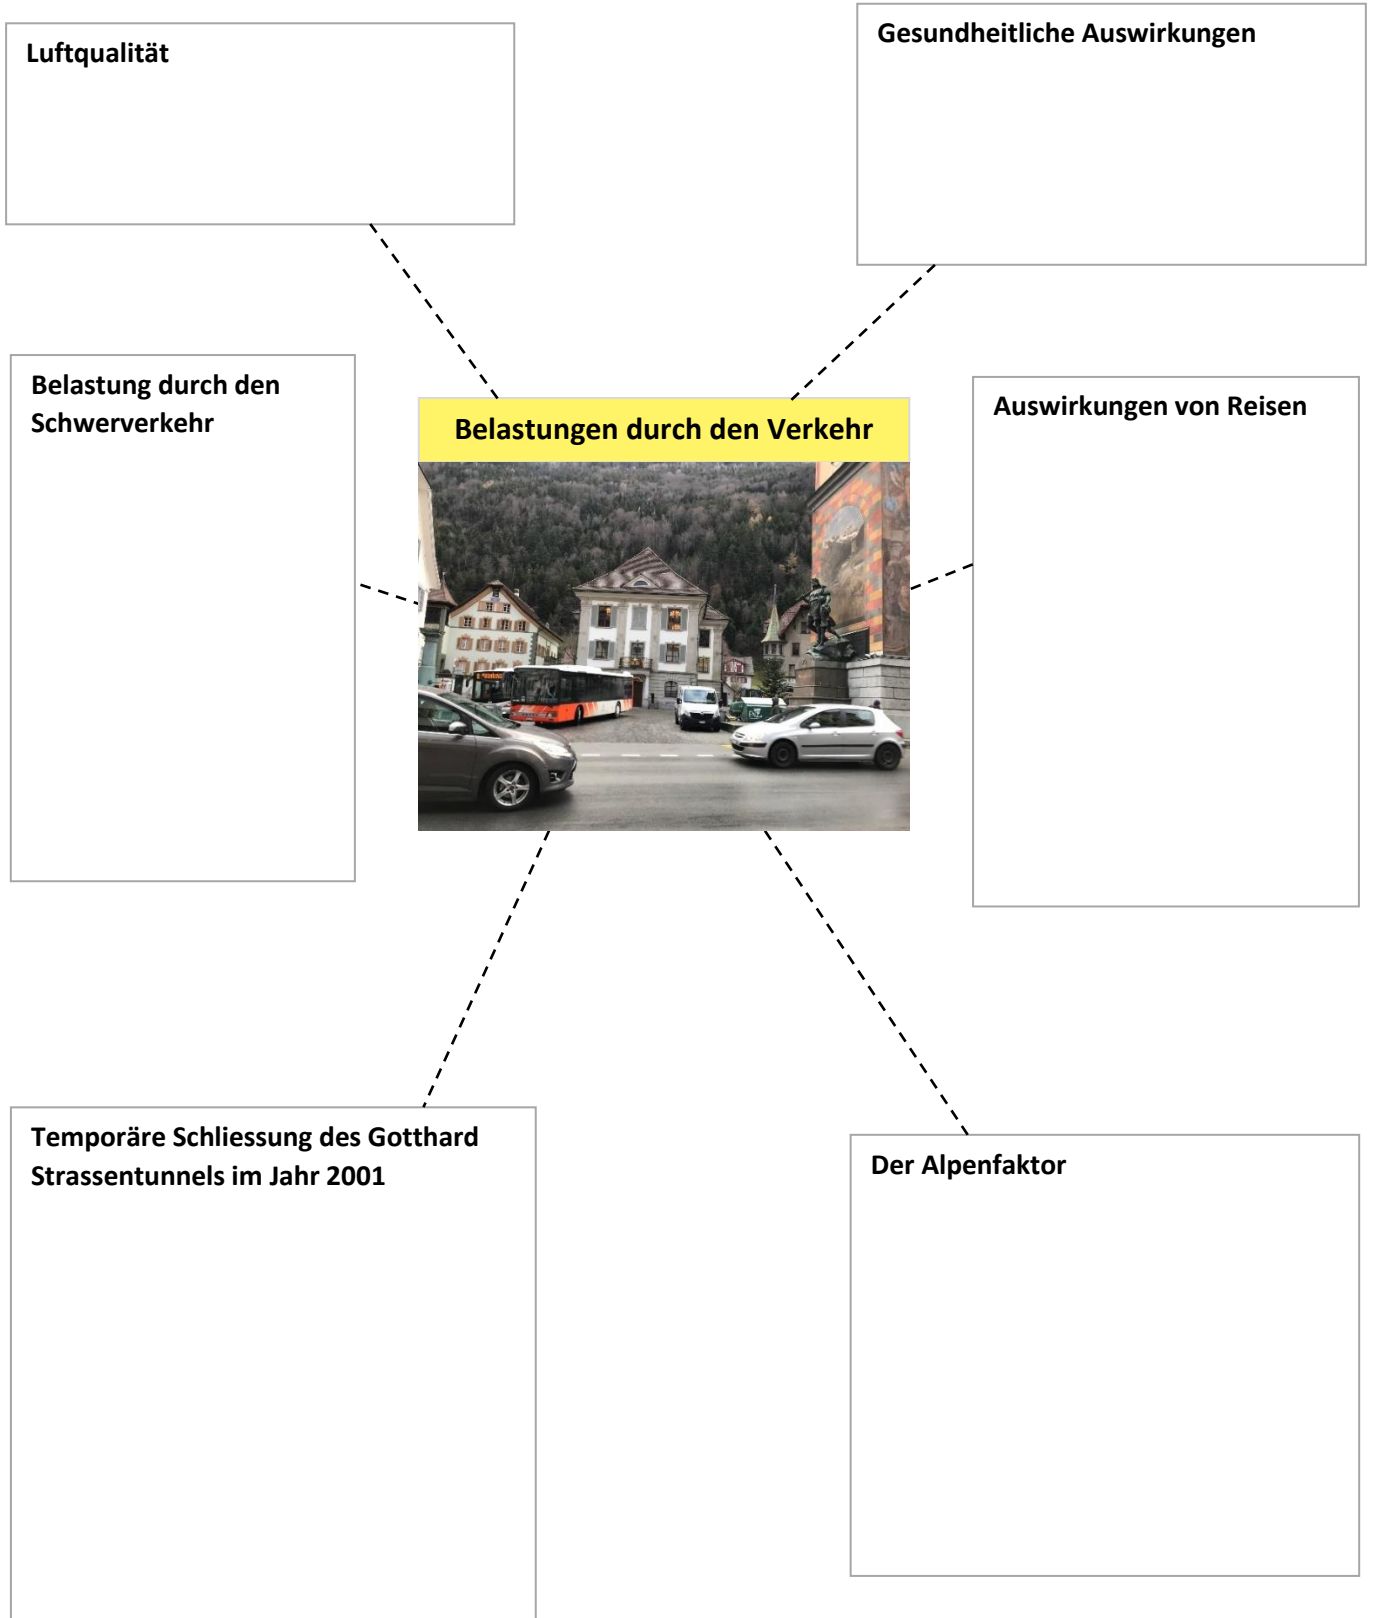 Luftqualität
Gesundheitliche Auswirkungen
Belastung durch den
Schwerverkehr
Belastungen durch den Verkehr
Auswirkungen von Reisen
Temporäre Schliessung des Gotthard
Strassentunnels im Jahr 2001
Der Alpenfaktor